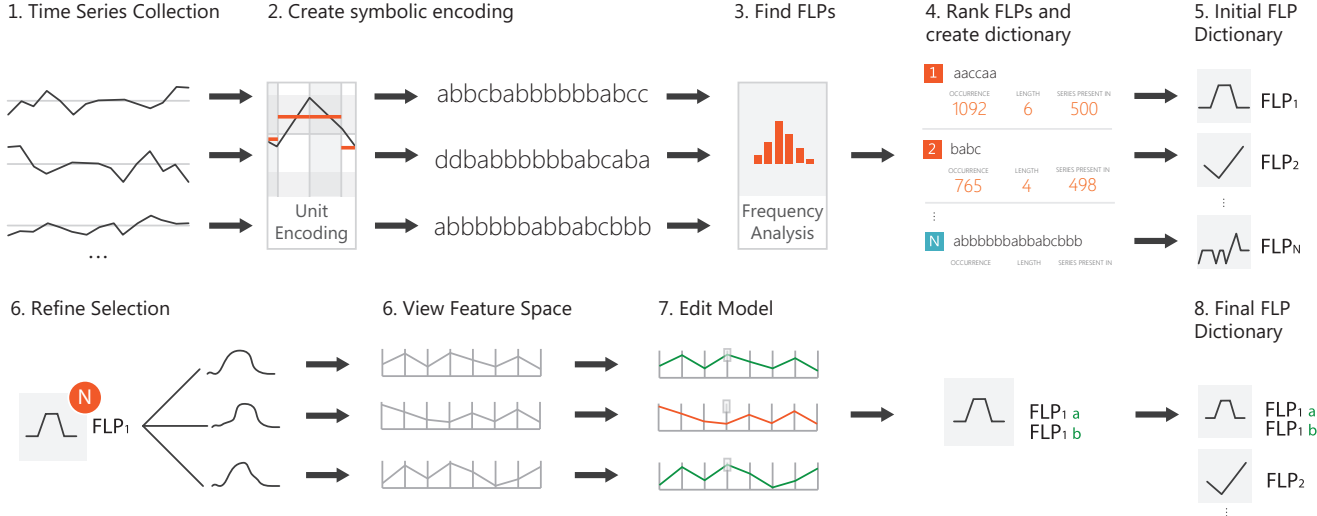 1. Time Series Collection
2. Create symbolic encoding
3. Find FLPs
4. Rank FLPs and
create dictionary
5. Initial FLP
Dictionary
...
Unit
Encoding
abbcbabbbbbbabcc
ddbabbbbbbabcaba
abbbbbbabbabcbbb
Frequency
Analysis
1 aaccaa
OCCURRENCE LENGTH SERIES PRESENT IN
1092 6 500
2 babc
OCCURRENCE LENGTH SERIES PRESENT IN
765 4 498
...
N abbbbbbabbabcbbb
OCCURRENCE LENGTH SERIES PRESENT IN
FLP1
FLP2
...
FLPN
6. Refine Selection
6. View Feature Space
7. Edit Model
8. Final FLP
Dictionary
N
FLP1
FLP1 a
FLP1 b
FLP1 a
FLP1 b
FLP2
...